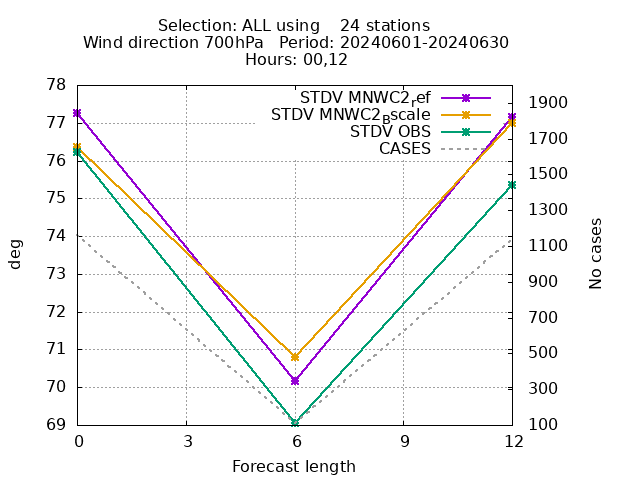 Selection: ALL using    24 stations
Wind direction 700hPa   Period: 20240601-20240630
Hours: 00,12
STDV MNWC2_ref
STDV MNWC2_Bscale
STDV OBS
CASES
78
77
76
75
74
73
72
71
70
69
1900
1700
1500
1300
1100
900
700
500
300
100
deg
No cases
0
3
6
9
12
Forecast length